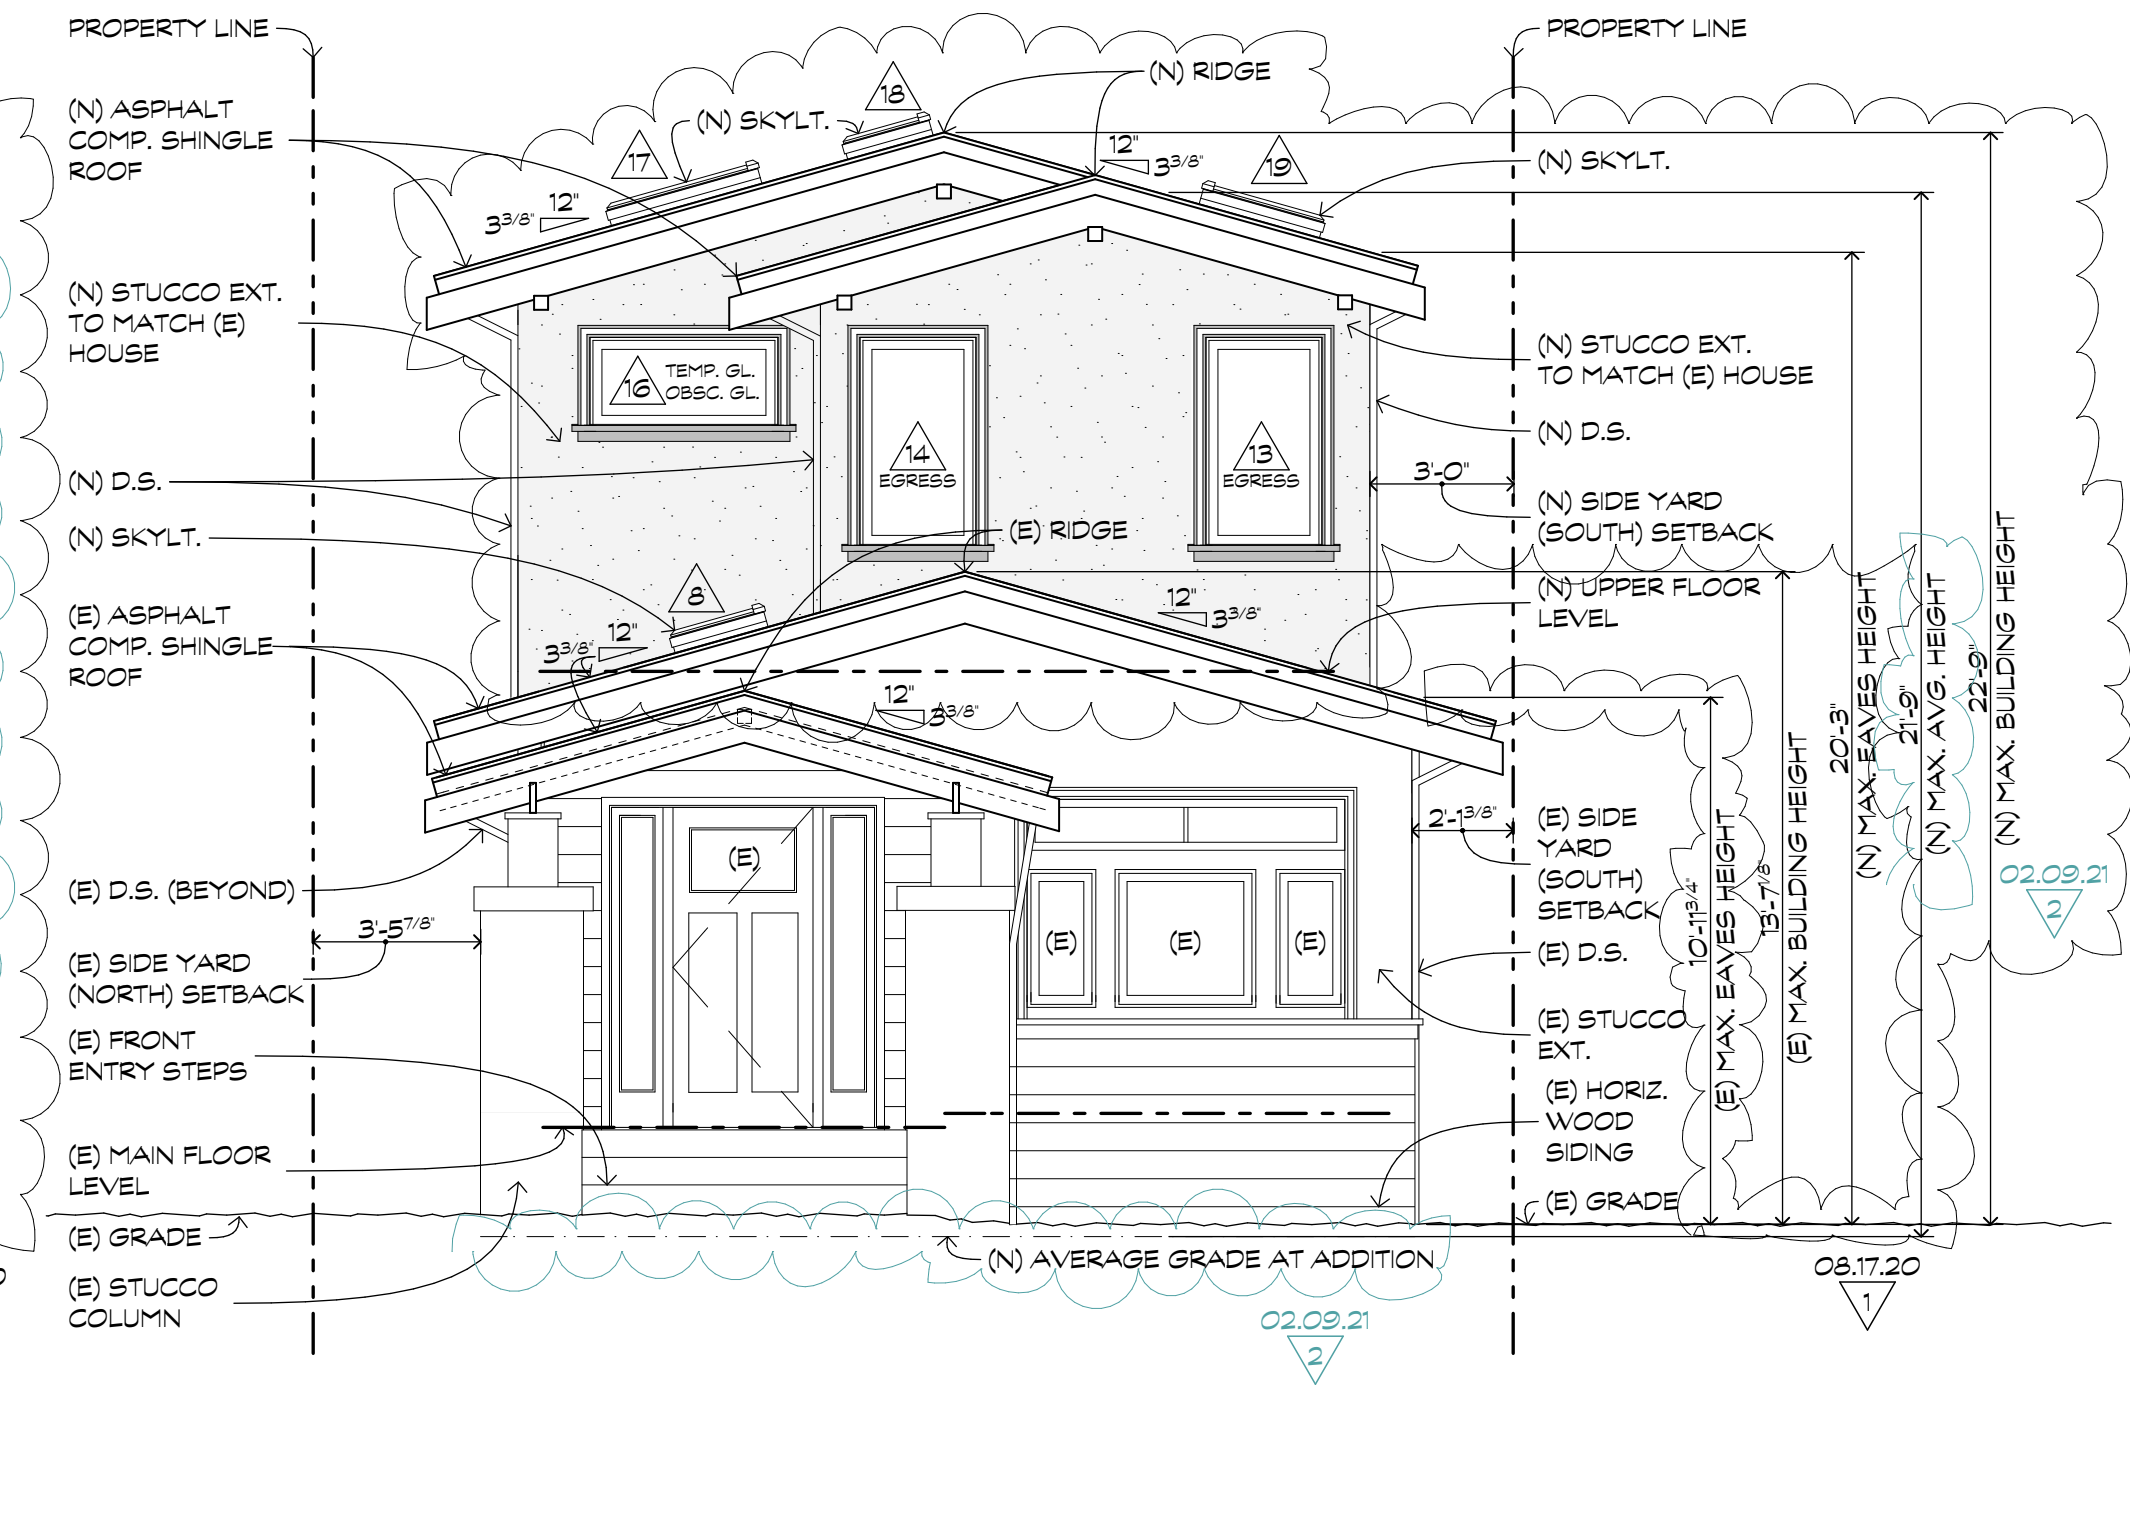 PROPERTY LINE
(N) ASPHALT
COMP. SHINGLE
ROOF
(N) STUCCO EXT.
TO MATCH (E)
HOUSE
(N) D.S.
(N) SKYLT.
(E) ASPHALT
COMP. SHINGLE
ROOF
(E) D.S. (BEYOND)
3'-5 7/8"
(E) SIDE YARD
(NORTH) SETBACK
(E) FRONT
ENTRY STEPS
(E) MAIN FLOOR
LEVEL
(E) GRADE
(E) STUCCO
COLUMN
18
(N) SKYLT.
17
12"
3 3/8"
(N) RIDGE
12"
3 3/8"
19
16
TEMP. GL.
OBSC. GL.
14
EGRESS
13
EGRESS
(E) RIDGE
8
12"
3 3/8"
12"
3 3/8"
12"
3 3/8"
(E)
(E)
(E)
(E)
(N) AVERAGE GRADE AT ADDITION
02.09.21
2
PROPERTY LINE
(N) SKYLT.
(N) STUCCO EXT.
TO MATCH (E) HOUSE
(N) D.S.
3'-0"
(N) SIDE YARD
(SOUTH) SETBACK
(N) UPPER FLOOR
LEVEL
2'-1 3/8"
(E) SIDE
YARD
(SOUTH)
SETBACK
(E) D.S.
(E) STUCCO
EXT.
(E) HORIZ.
WOOD
SIDING
(E) GRADE
10'-11 3/4"
(E) MAX. EAVES HEIGHT
13'-7 1/8"
(E) MAX. BUILDING HEIGHT
20'-3"
(N) MAX. EAVES HEIGHT
21'-9"
(N) MAX. AVG. HEIGHT
22'-9"
(N) MAX. BUILDING HEIGHT
02.09.21
2
08.17.20
1